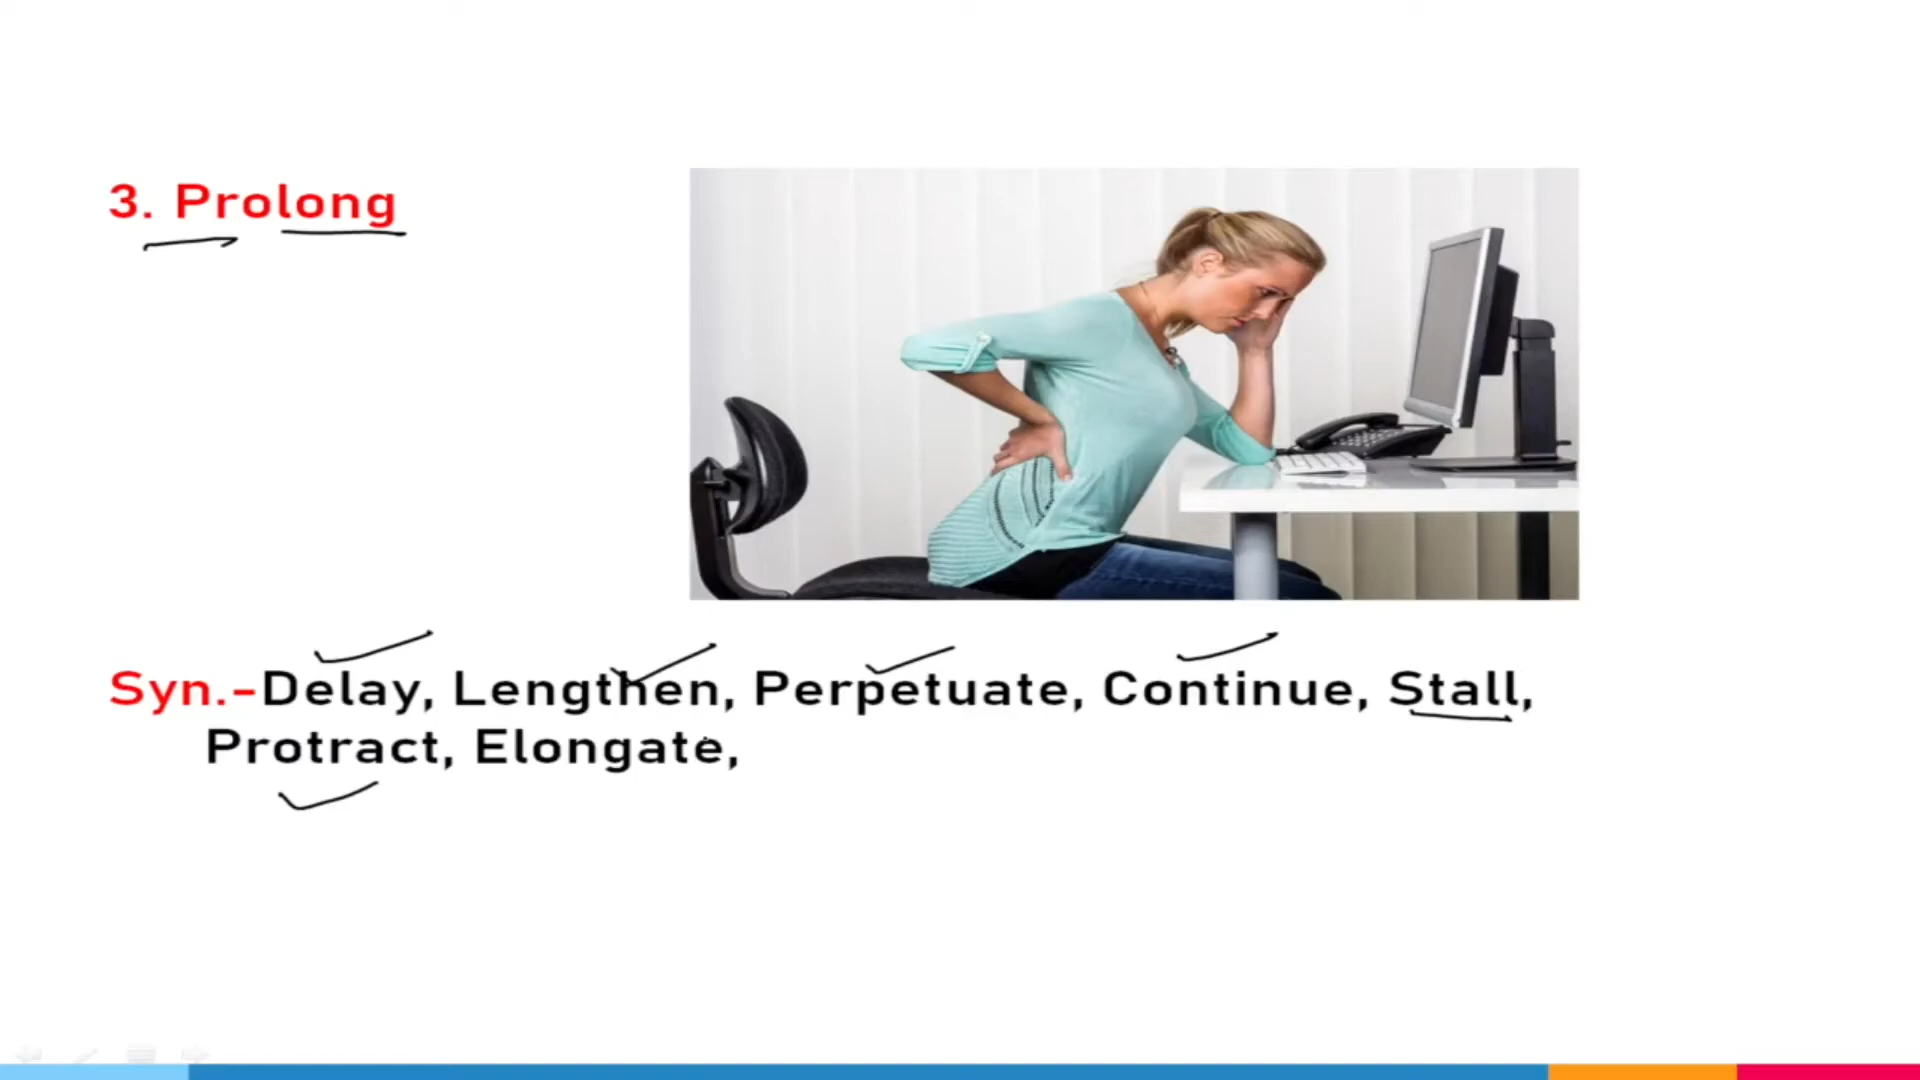 3. Prolong
Syn.-Delay, Lengthen, Perpetuate, Continue, Stall,
Protract, Elongate,